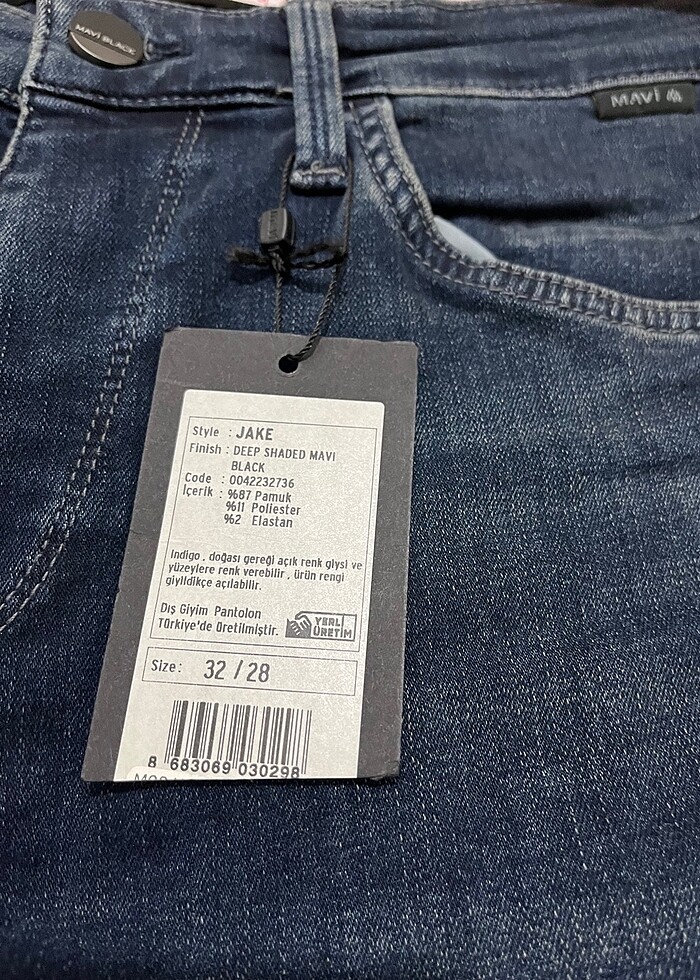 MAVİ BLACK
MAVİ
Style : JAKE
Finish : DEEP SHADED MAVI
BLACK
Code : 0042232736
İçerik : %87 Pamuk
%11 Poliester
%2 Elastan
Indigo , doğası gereği açık renk giysi ve
yüzeylere renk verebilir , ürün rengi
giyildikçe açılabilir.
Dış Giyim Pantolon
Türkiye'de üretilmiştir.
YERLİ
ÜRETİM
Size: 32 / 28
8 683069 030298